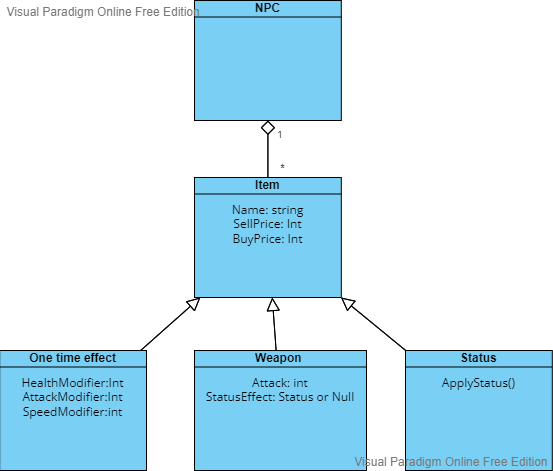 Visual Paradigm Online Free Edition
NPC
1
*
Item
Name: string
SellPrice: Int
BuyPrice: Int
One time effect
HealthModifier:Int
AttackModifier:Int
SpeedModifier:int
Weapon
Attack: int
StatusEffect: Status or Null
Status
ApplyStatus()
Visual Paradigm Online Free Edition